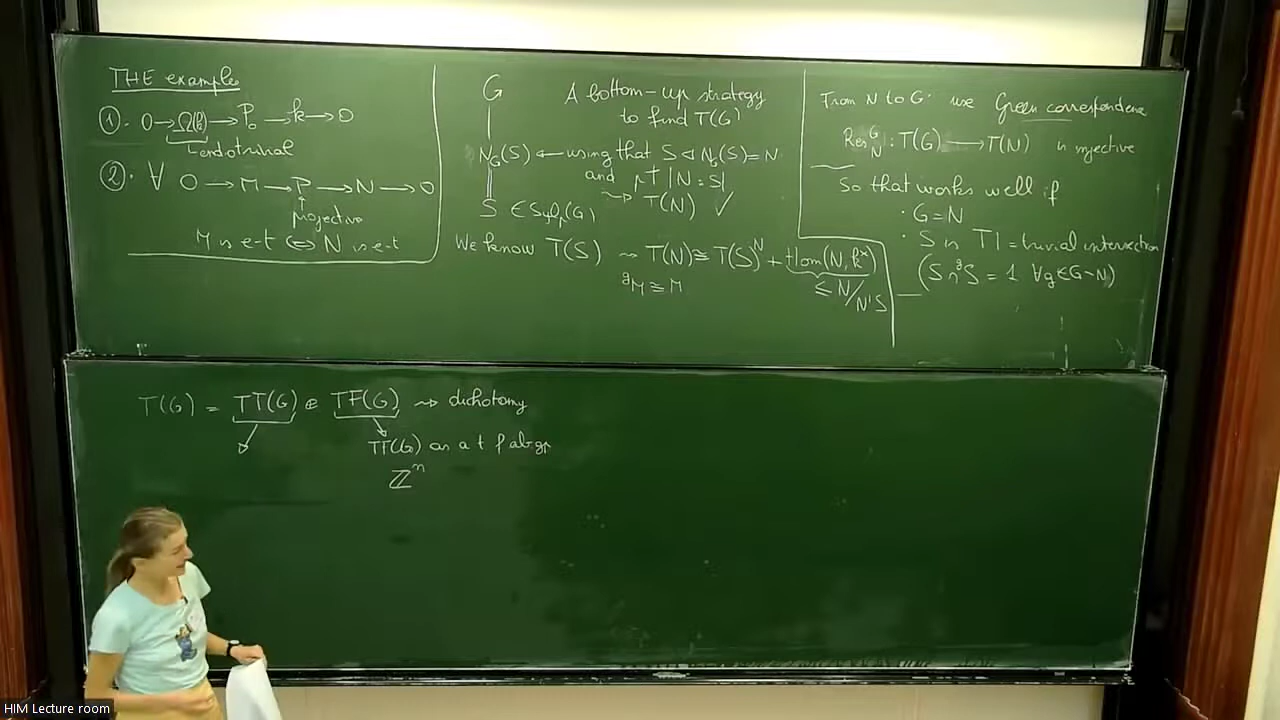 THE example
① · 0 → Ω(k) → P₀ → k → 0
endotrivial
② · ∀ 0 → M → P → N → 0
projective
M is e-t ⇔ N is e-t
G
A bottom-up strategy
to find T(G)
N_G(S) ← using that S ◁ N_G(S) = N
and p ∤ |N : S|
⇝ T(N) ✓
S ∈ Syl_p(G)
We know T(S) ⇝ T(N) ≅ T(S)^N + Hom(N, k^×)
ᵍM ≅ M
≤ N/N'S
From N to G: use Green correspondence
Res^G_N : T(G) → T(N) is injective
So that works well if
· G = N
· S is TI = trivial intersection
(S ∩ ᵍS = 1 ∀g ∈ G - N)
T(G) = TT(G) ⊕ TF(G) ⇝ dichotomy
TF(G) as a t f ab gp
ℤⁿ
HIM Lecture room